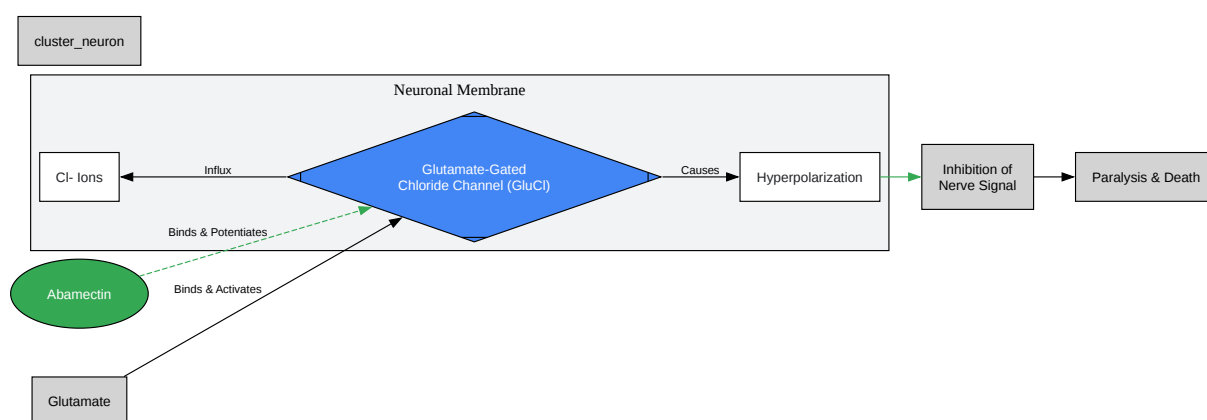 cluster_neuron
Neuronal Membrane
Cl- Ions
Influx
Glutamate-Gated
Chloride Channel (GluCl)
Causes
Hyperpolarization
Inhibition of
Nerve Signal
Paralysis & Death
Binds & Potentiates
Abamectin
Binds & Activates
Glutamate